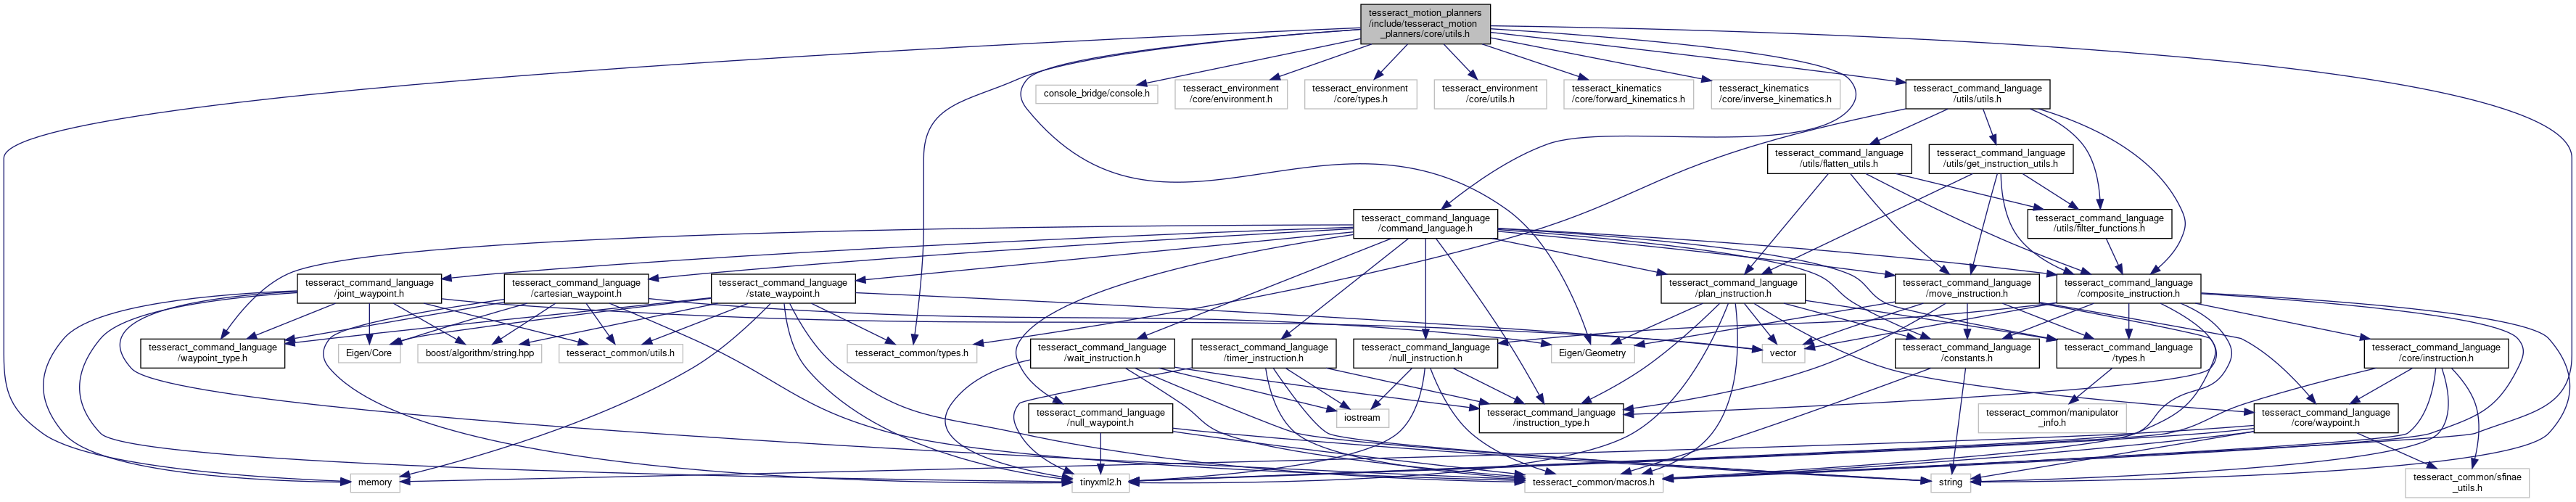 tesseract_motion_planners
/include/tesseract_motion
_planners/core/utils.h
console_bridge/console.h
tesseract_environment
/core/environment.h
tesseract_environment
/core/types.h
tesseract_environment
/core/utils.h
tesseract_kinematics
/core/forward_kinematics.h
tesseract_kinematics
/core/inverse_kinematics.h
tesseract_command_language
/utils/utils.h
tesseract_command_language
/utils/flatten_utils.h
tesseract_command_language
/utils/get_instruction_utils.h
tesseract_command_language
/command_language.h
tesseract_command_language
/utils/filter_functions.h
tesseract_command_language
/joint_waypoint.h
tesseract_command_language
/cartesian_waypoint.h
tesseract_command_language
/state_waypoint.h
tesseract_command_language
/plan_instruction.h
tesseract_command_language
/move_instruction.h
tesseract_command_language
/composite_instruction.h
tesseract_command_language
/waypoint_type.h
Eigen/Core
boost/algorithm/string.hpp
tesseract_common/utils.h
tesseract_common/types.h
tesseract_command_language
/wait_instruction.h
tesseract_command_language
/timer_instruction.h
tesseract_command_language
/null_instruction.h
Eigen/Geometry
vector
tesseract_command_language
/constants.h
tesseract_command_language
/types.h
tesseract_command_language
/core/instruction.h
tesseract_command_language
/null_waypoint.h
iostream
tesseract_command_language
/instruction_type.h
tesseract_common/manipulator
_info.h
tesseract_command_language
/core/waypoint.h
memory
tinyxml2.h
tesseract_common/macros.h
string
tesseract_common/sfinae
_utils.h